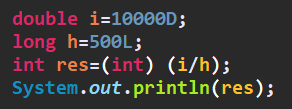 double i=10000D;
long h=500L;
int res=(int) (i/h);
System.out.println(res);